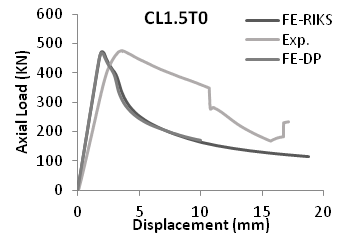 CL1.5T0
600
500
400
300
200
100
0
Axial Load (KN)
FE-RIKS
Exp.
FE-DP
0 5 10 15 20
Displacement (mm)